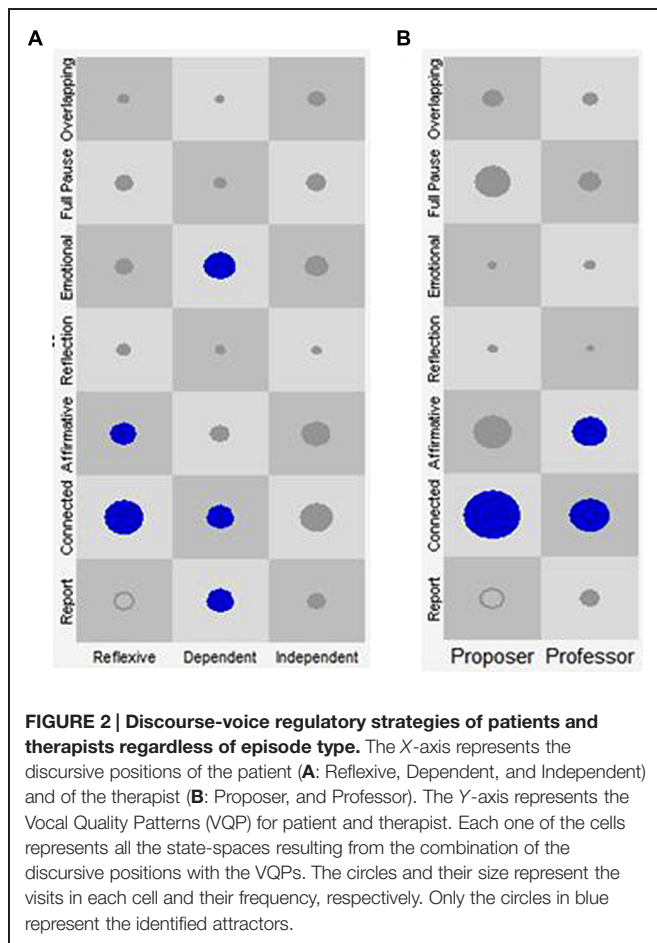 A
B
Overlapping
Full Pause
Emotional
Reflection
Affirmative
Connected
Report
Reflexive Dependent Independent
Overlapping
Full Pause
Emotional
Reflection
Affirmative
Connected
Report
Proposer Professor
FIGURE 2 | Discourse-voice regulatory strategies of patients and
therapists regardless of episode type. The X-axis represents the
discursive positions of the patient (A: Reflexive, Dependent, and Independent)
and of the therapist (B: Proposer, and Professor). The Y-axis represents the
Vocal Quality Patterns (VQP) for patient and therapist. Each one of the cells
represents all the state-spaces resulting from the combination of the
discursive positions with the VQPs. The circles and their size represent the
visits in each cell and their frequency, respectively. Only the circles in blue
represent the identified attractors.